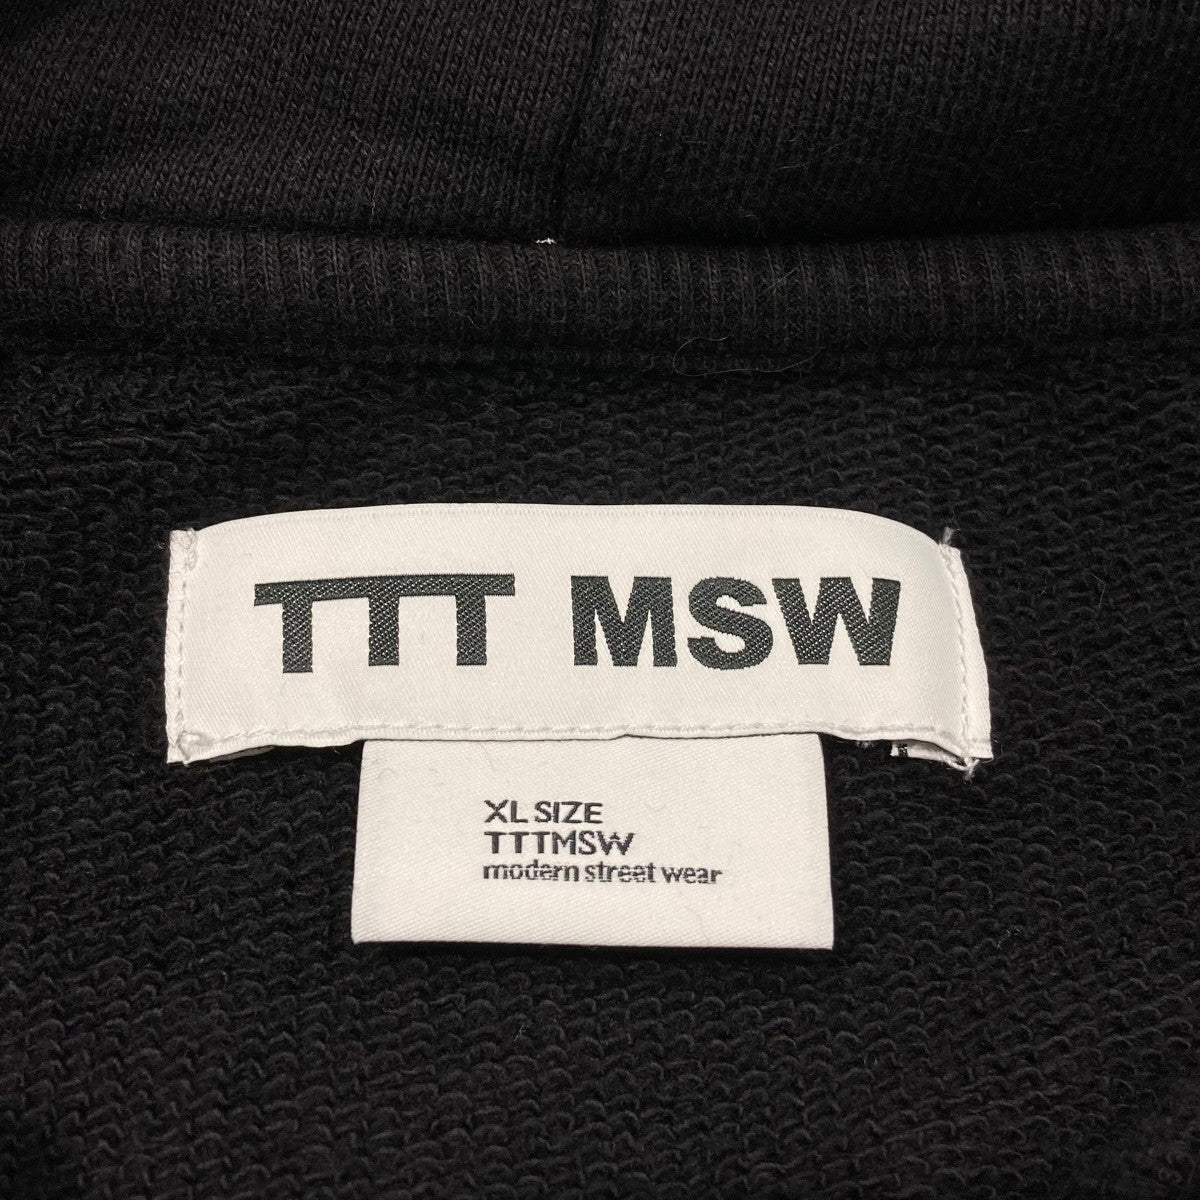 TTT MSW
XL SIZE
TTTMSW
modern street wear